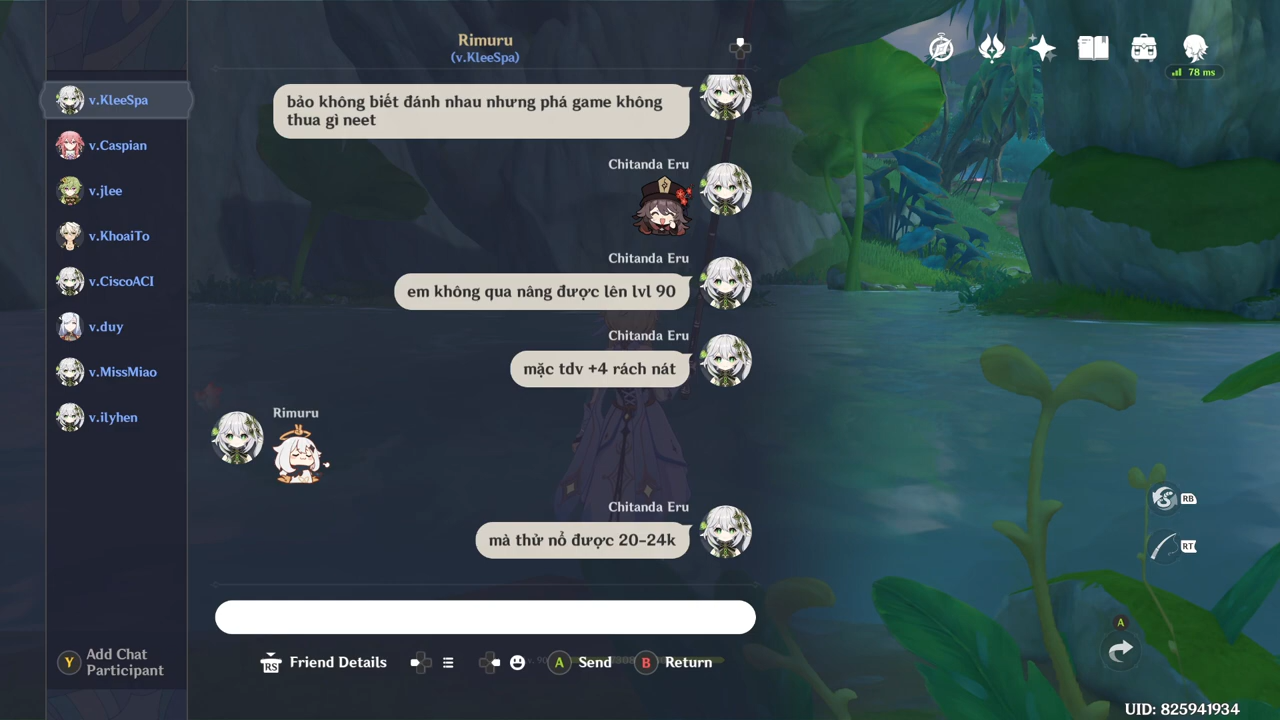 Rimuru
(v.KleeSpa)
78 ms
v.KleeSpa
v.Caspian
v.jlee
v.KhoaiTo
v.CiscoACI
v.duy
v.MissMiao
v.ilyhen
bảo không biết đánh nhau nhưng phá game không
thua gì neet
Chitanda Eru
Chitanda Eru
em không qua nâng được lên lvl 90
Chitanda Eru
mặc tdv +4 rách nát
Rimuru
Chitanda Eru
mà thử nổ được 20-24k
RB
RT
A
Y
Add Chat
Participant
RS
Friend Details
A
Send
B
Return
UID: 825941934